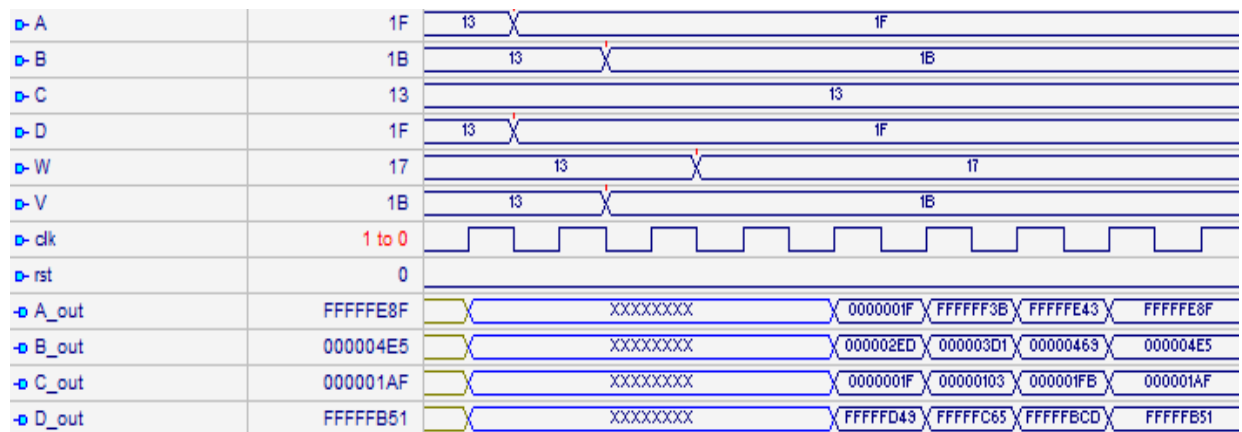 A 1F 13 1F
B 1B 13 1B
C 13 13
D 1F 13 1F
W 17 13 17
V 1B 13 1B
clk 1 to 0
rst 0
A_out FFFFFE8F XXXXXXXX 0000001F FFFFFF3B FFFFFE43 FFFFFE8F
B_out 000004E5 XXXXXXXX 000002ED 000003D1 00000469 000004E5
C_out 000001AF XXXXXXXX 0000001F 00000103 000001FB 000001AF
D_out FFFFFB51 XXXXXXXX FFFFFD49 FFFFFC65 FFFFFBCD FFFFFB51